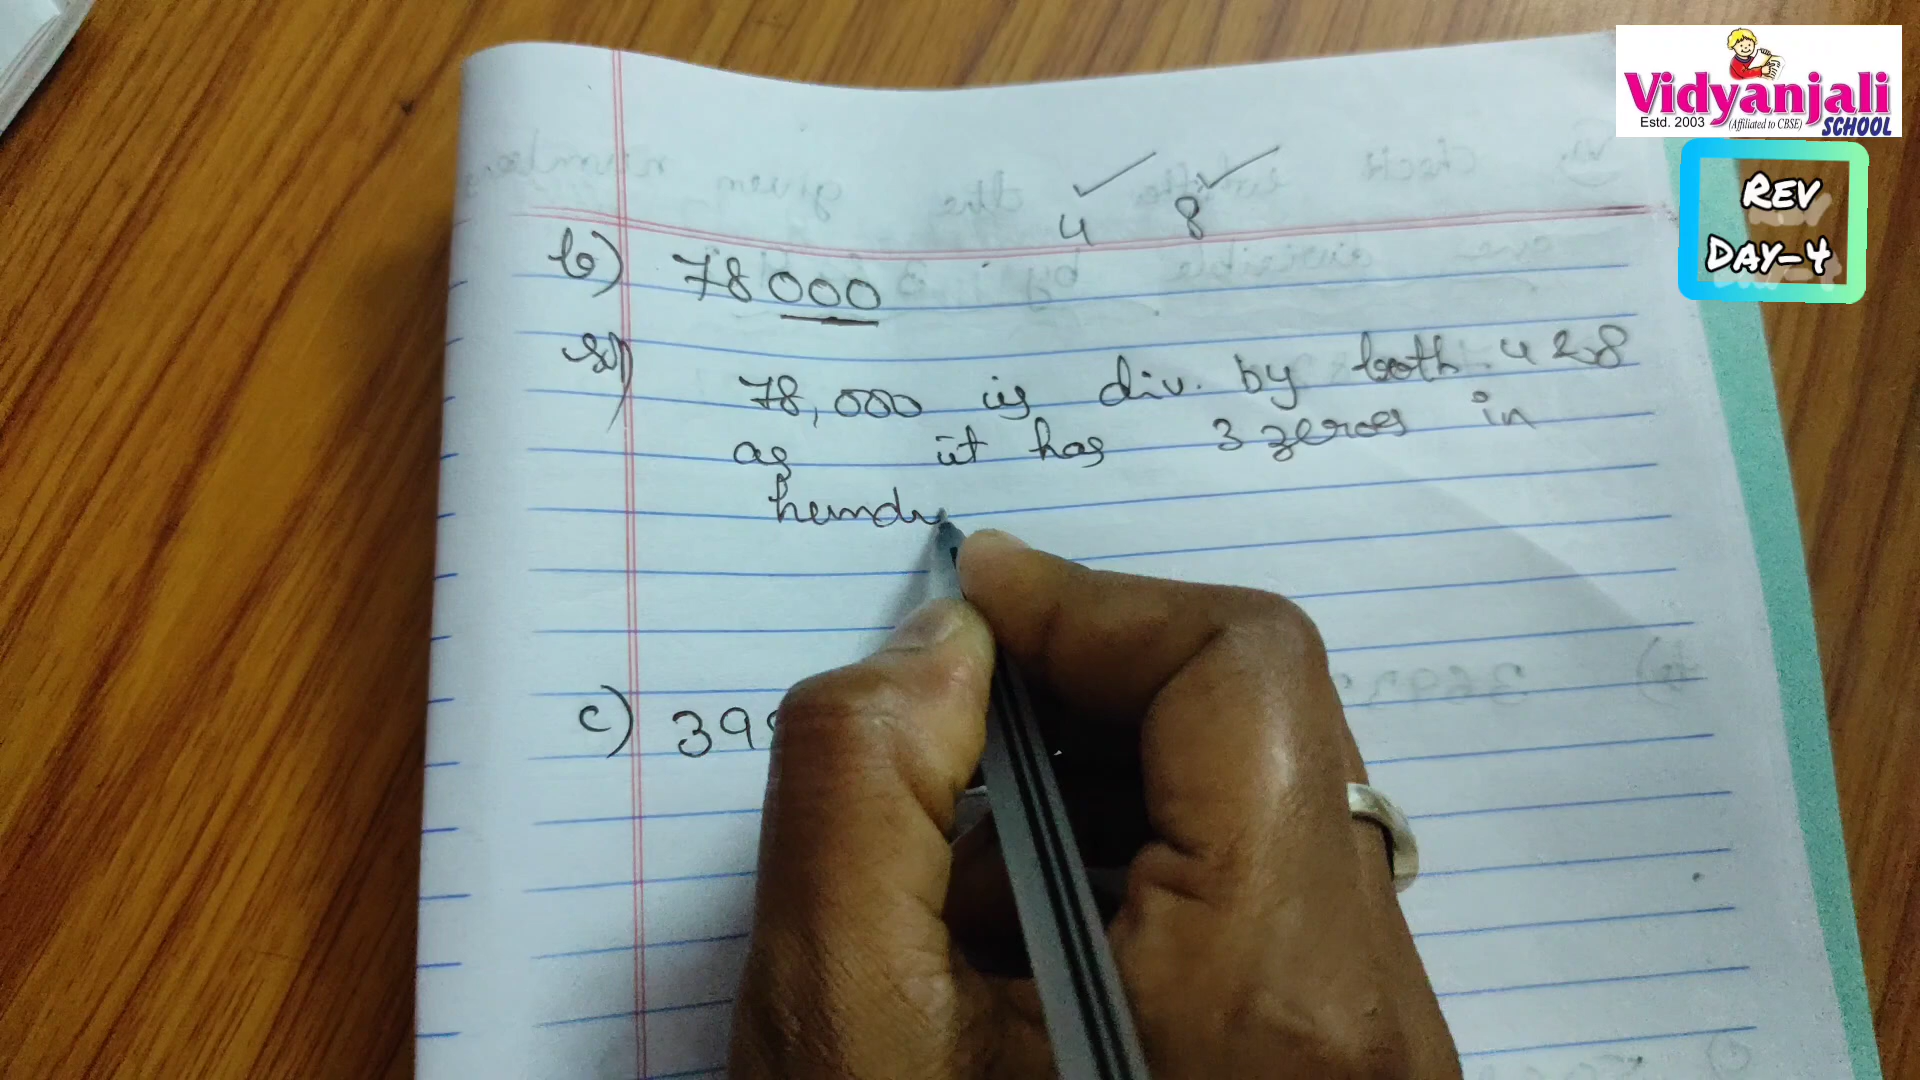 Vidyanjali
Estd. 2003 (Affiliated to CBSE) SCHOOL
REV
DAY-4
4 8
b) 78000
Sol
78,000 is div. by both 4 & 8
as it has 3 zeroes in
hundr
c) 39